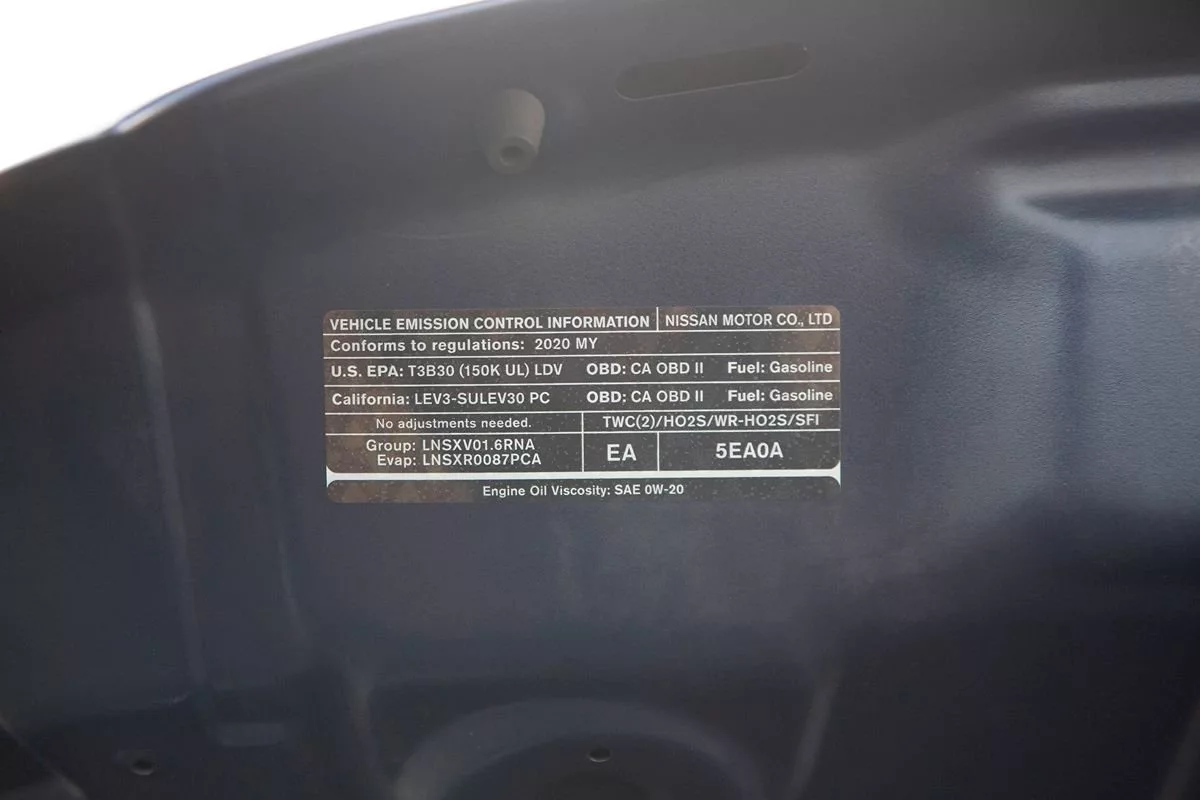 VEHICLE EMISSION CONTROL INFORMATION NISSAN MOTOR CO., LTD
Conforms to regulations: 2020 MY
U.S. EPA: T3B30 (150K UL) LDV OBD: CA OBD II Fuel: Gasoline
California: LEV3-SULEV30 PC OBD: CA OBD II Fuel: Gasoline
No adjustments needed. TWC(2)/HO2S/WR-HO2S/SFI
Group: LNSXV01.6RNA
Evap: LNSXR0087PCA
EA 5EA0A
Engine Oil Viscosity: SAE 0W-20